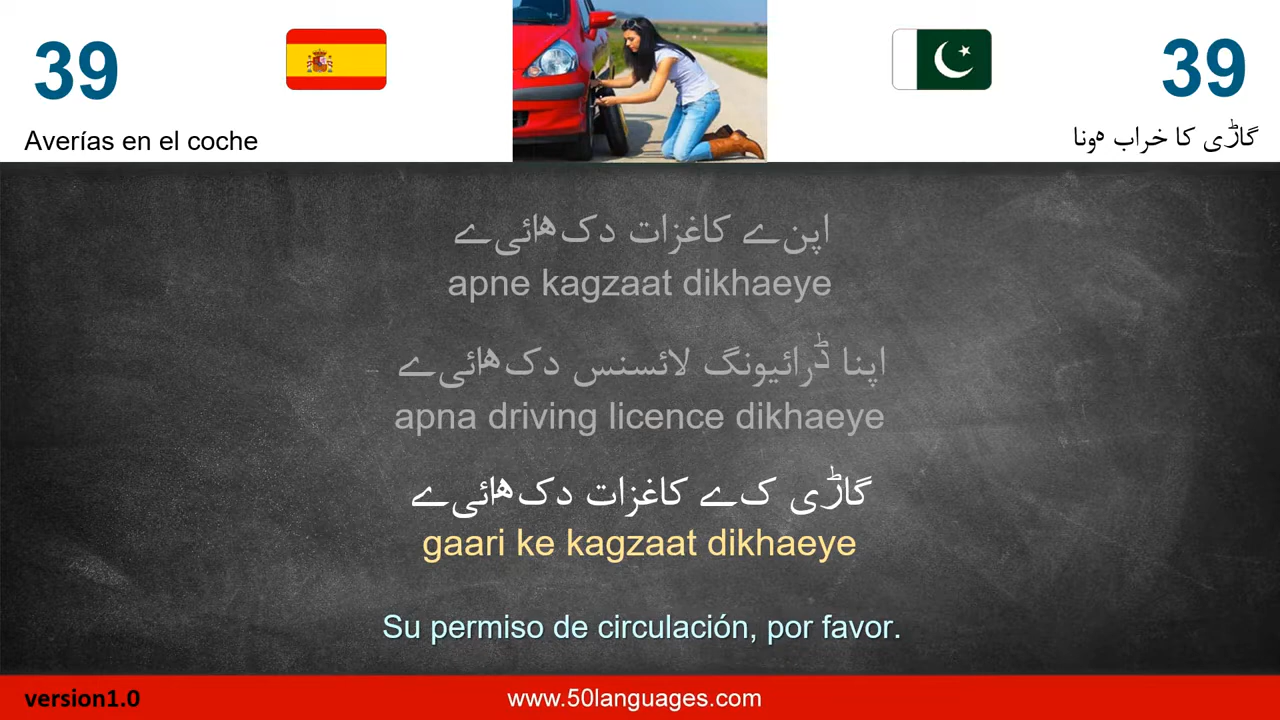 39
39
Averías en el coche
گاڑی کا خراب ہونا
اپنے کاغزات دکھائیے
apne kagzaat dikhaeye
اپنا ڈرائیونگ لائسنس دکھائیے
apna driving licence dikhaeye
گاڑی کے کاغزات دکھائیے
gaari ke kagzaat dikhaeye
Su permiso de circulación, por favor.
version1.0
www.50languages.com